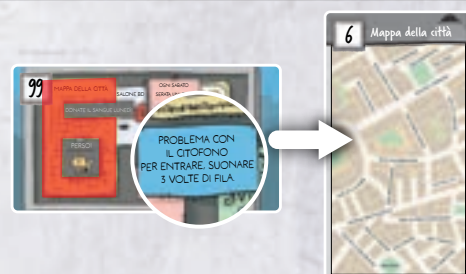 99
MAPPA DELLA CITTÀ
SALONE BD
OGNI SABATO
DONATE IL SANGUE LUNEDÌ
PERSO!
PROBLEMA CON
IL CITOFONO
PER ENTRARE, SUONARE
3 VOLTE DI FILA.
6 Mappa della città